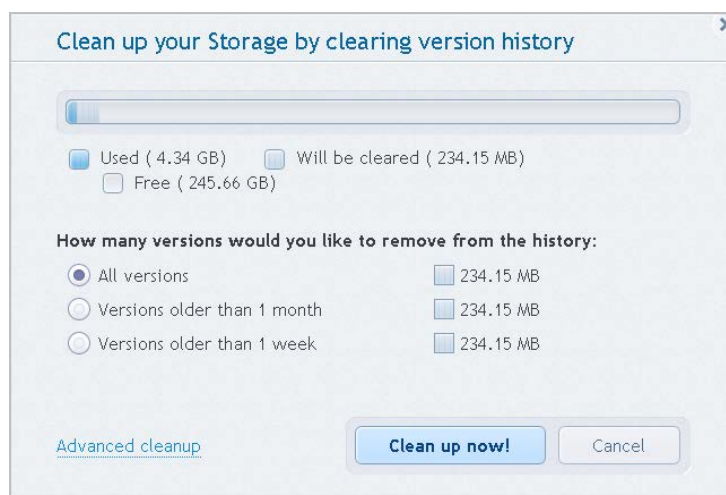 Clean up your Storage by clearing version history
Used ( 4.34 GB) Will be cleared ( 234.15 MB)
Free ( 245.66 GB)
How many versions would you like to remove from the history:
All versions 234.15 MB
Versions older than 1 month 234.15 MB
Versions older than 1 week 234.15 MB
Advanced cleanup Clean up now! Cancel